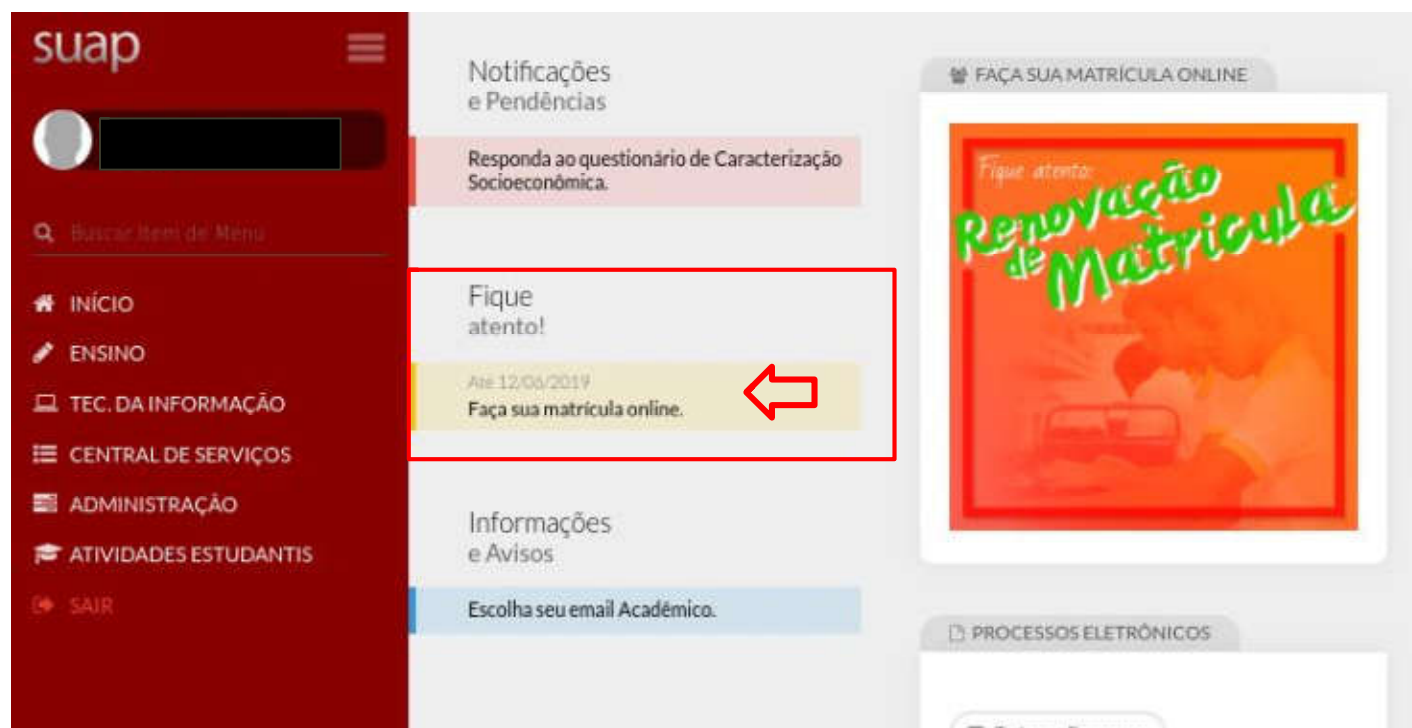 suap
Buscar Item de Menu
INÍCIO
ENSINO
TEC. DA INFORMAÇÃO
CENTRAL DE SERVIÇOS
ADMINISTRAÇÃO
ATIVIDADES ESTUDANTIS
SAIR
Notificações
e Pendências
Responda ao questionário de Caracterização
Socioeconômica.
Fique
atento!
Até 12/06/2019
Faça sua matrícula online.
Informações
e Avisos
Escolha seu email Acadêmico.
FAÇA SUA MATRÍCULA ONLINE
Fique atento:
Renovação
de Matricula
PROCESSOS ELETRÔNICOS